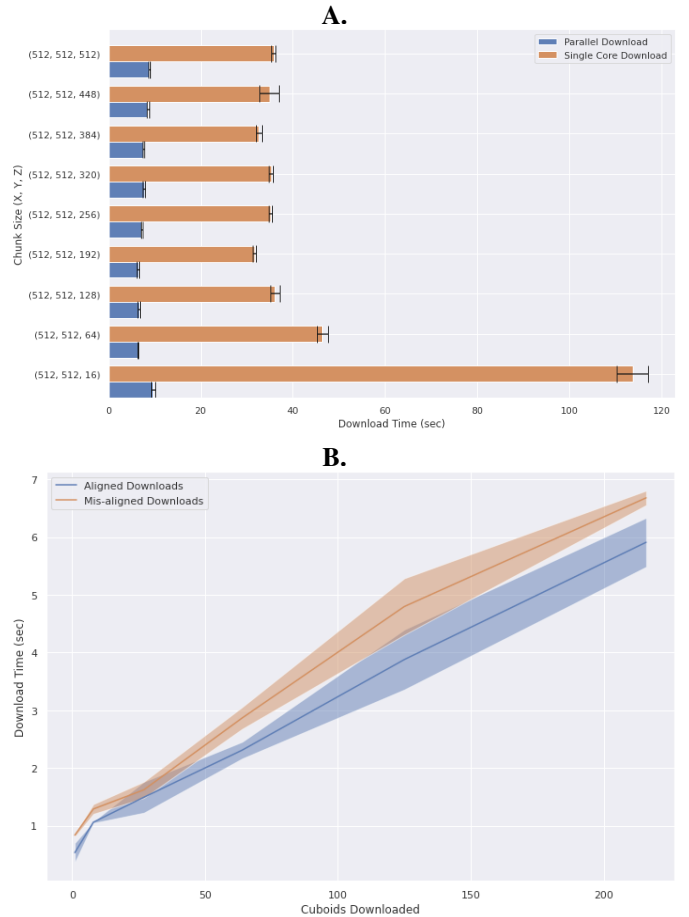 A.
Parallel Download
Single Core Download
Chunk Size (X, Y, Z)
(512, 512, 512)
(512, 512, 448)
(512, 512, 384)
(512, 512, 320)
(512, 512, 256)
(512, 512, 192)
(512, 512, 128)
(512, 512, 64)
(512, 512, 16)
0 20 40 60 80 100 120
Download Time (sec)
B.
Aligned Downloads
Mis-aligned Downloads
Download Time (sec)
7
6
5
4
3
2
1
0 50 100 150 200
Cuboids Downloaded